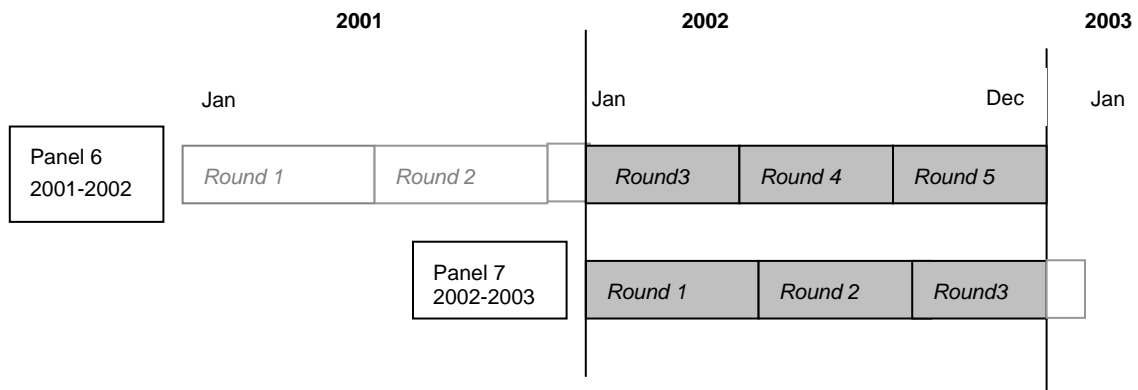 2001 2002 2003
Jan Jan Dec Jan
Panel 6
2001-2002
Round 1 Round 2 Round3 Round 4 Round 5
Panel 7
2002-2003
Round 1 Round 2 Round3